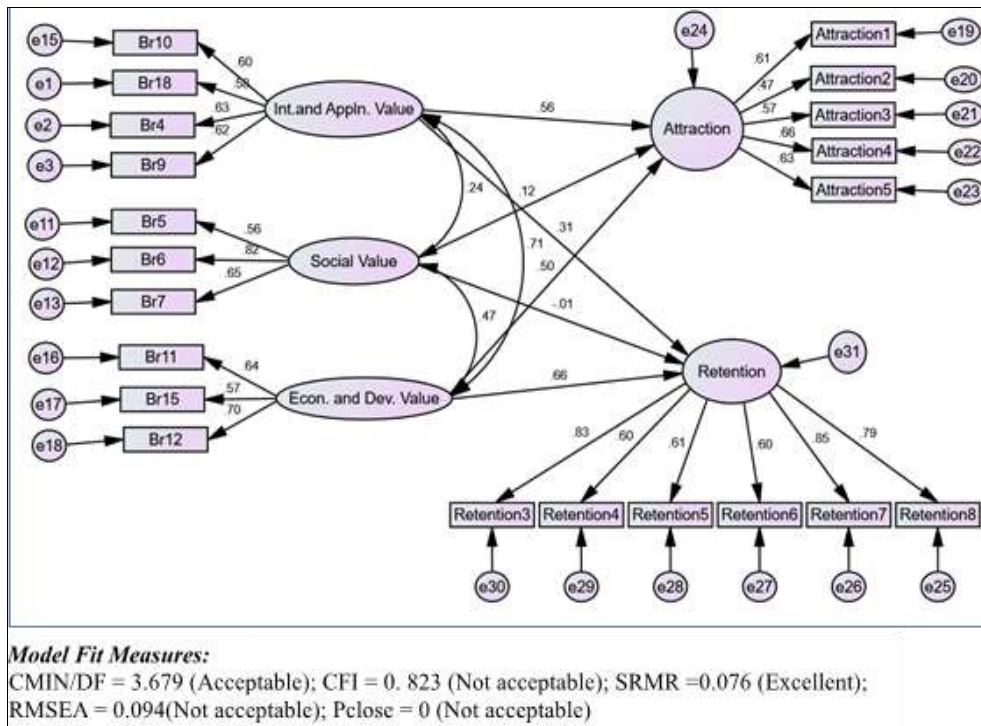 e24
e15
Br10
Attraction1
e19
.60
.61
e1
Br18
.58
Attraction2
e20
.47
Int.and Appln. Value
.56
.63
e2
Br4
Attraction
.57
Attraction3
e21
.62
.66
Attraction4
e22
e3
Br9
.63
Attraction5
e23
.24
.12
e11
Br5
.56
.31
.71
e12
Br6
.82
Social Value
.50
.65
e13
Br7
-.01
.47
e16
Br11
e31
.64
Retention
.66
e17
Br15
.57
Econ. and Dev. Value
.70
e18
Br12
.83
.60
.61
.60
.85
.79
Retention3
Retention4
Retention5
Retention6
Retention7
Retention8
e30
e29
e28
e27
e26
e25
Model Fit Measures:
CMIN/DF = 3.679 (Acceptable); CFI = 0. 823 (Not acceptable); SRMR =0.076 (Excellent);
RMSEA = 0.094(Not acceptable); Pclose = 0 (Not acceptable)